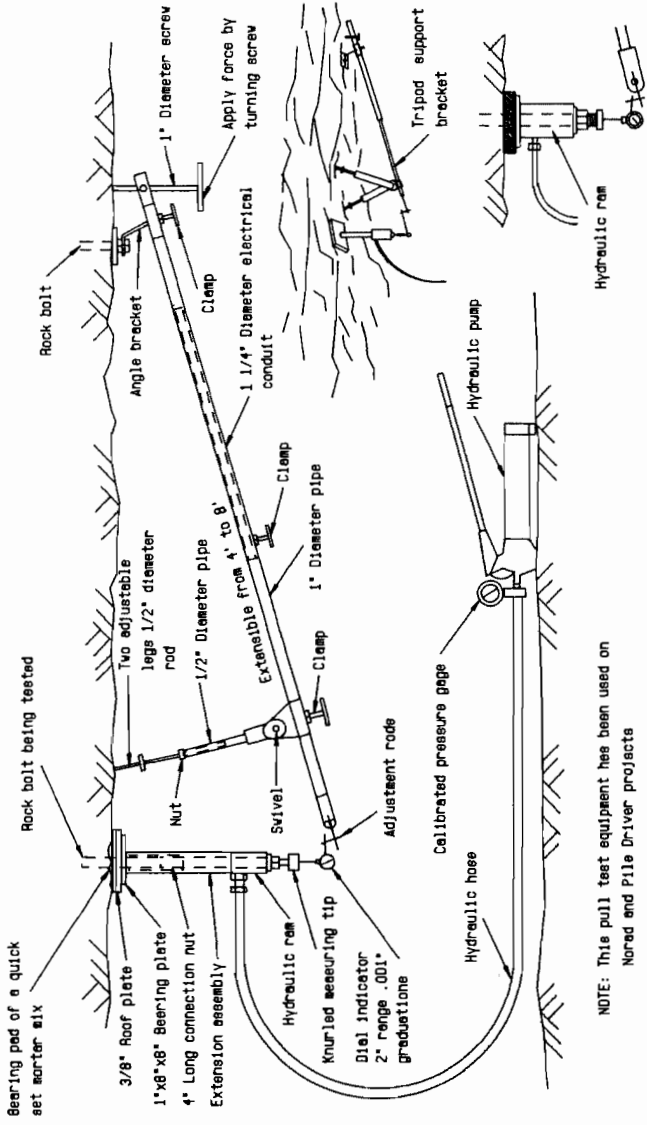 Bearing pad of a quick
set mortar mix
Rock bolt being tested
Two adjustable
legs 1/2" diameter
rod
1/2" Diameter pipe
Nut
Swivel
Extensible from 4' to 8'
Rock bolt
Angle bracket
Clamp
1" Diameter screw
Apply force by
turning screw
1 1/4" Diameter electrical
conduit
Clamp
1" Diameter pipe
Clamp
Adjustment rods
3/8" Roof plate
1"x8"x8" Bearing plate
4" Long connection nut
Extension assembly
Hydraulic ram
Knurled measuring tip
Dial indicator
2" range .001"
graduations
Tripod support
bracket
Hydraulic pump
Calibrated pressure gage
Hydraulic hose
Hydraulic ram
NOTE: This pull test equipment has been used on
Norad and Pile Driver projects